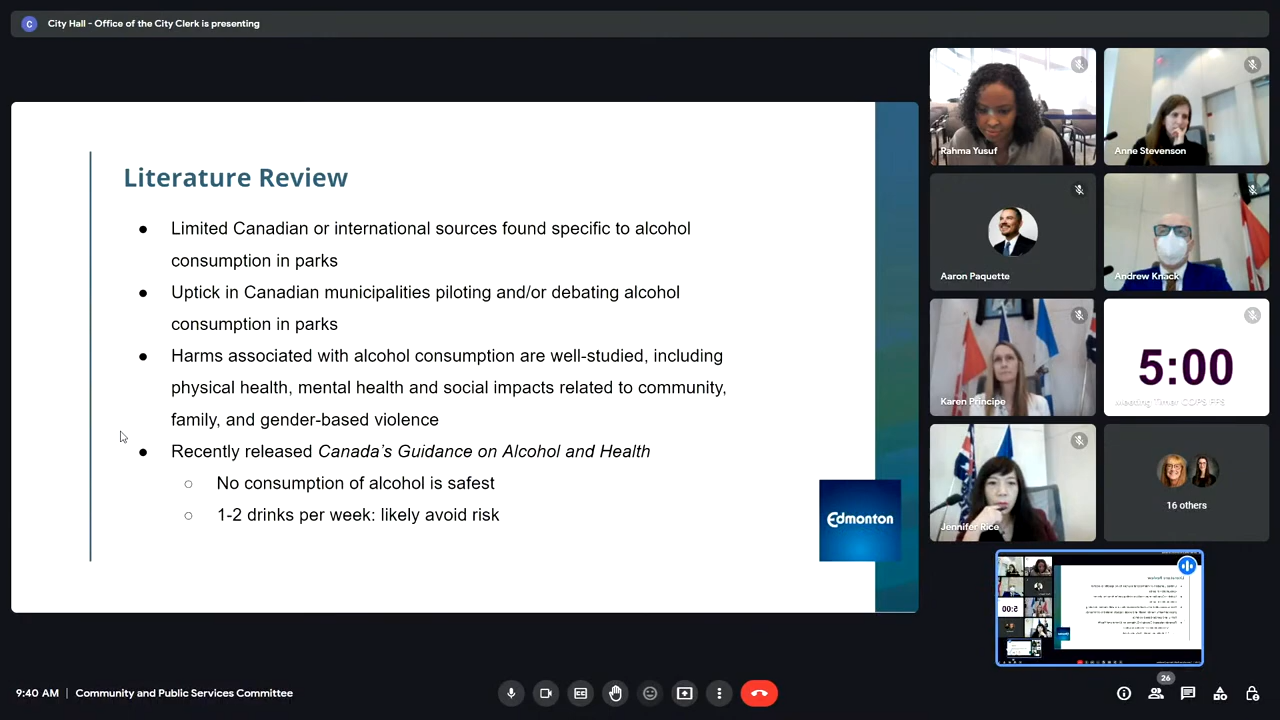 C City Hall - Office of the City Clerk is presenting
Literature Review
● Limited Canadian or international sources found specific to alcohol
consumption in parks
● Uptick in Canadian municipalities piloting and/or debating alcohol
consumption in parks
● Harms associated with alcohol consumption are well-studied, including
physical health, mental health and social impacts related to community,
family, and gender-based violence
● Recently released Canada's Guidance on Alcohol and Health
○ No consumption of alcohol is safest
○ 1-2 drinks per week: likely avoid risk
Edmonton
Rahma Yusuf
Anne Stevenson
Aaron Paquette
Andrew Knack
Karen Principe
5:00
Meeting Timer
Jennifer Rice
16 others
5:00
9:40 AM | Community and Public Services Committee
26